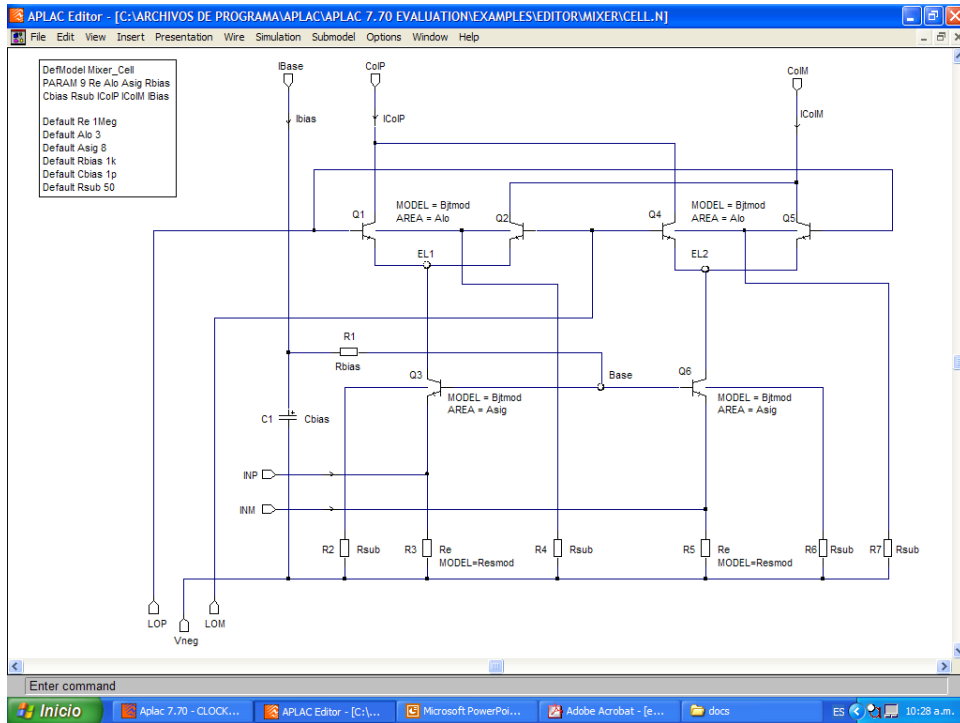 APLAC Editor - [C:\ARCHIVOS DE PROGRAMA\APLAC\APLAC 7.70 EVALUATION\EXAMPLES\EDITOR\MIXER\CELL.N]
File Edit View Insert Presentation Wire Simulation Submodel Options Window Help
DefModel Mixer_Cell
PARAM 9 Re Alo Asig Rbias
Cbias Rsub IColP IColM IBias
Default Re 1Meg
Default Alo 3
Default Asig 8
Default Rbias 1k
Default Cbias 1p
Default Rsub 50
IBase
ColP
ColM
Ibias
IColP
IColM
Q1
MODEL = Bjtmod
AREA = Alo
Q2
Q4
MODEL = Bjtmod
AREA = Alo
Q5
EL1
EL2
R1
Rbias
Q3
MODEL = Bjtmod
AREA = Asig
Base
Q6
MODEL = Bjtmod
AREA = Asig
C1
Cbias
INP
INM
R2
Rsub
R3
Re
MODEL=Resmod
R4
Rsub
R5
Re
MODEL=Resmod
R6
Rsub
R7
Rsub
LOP
Vneg
LOM
Enter command
Inicio
Aplac 7.70 - CLOCK...
APLAC Editor - [C:\...
Microsoft PowerPoi...
Adobe Acrobat - [e...
docs
ES
10:28 a.m.